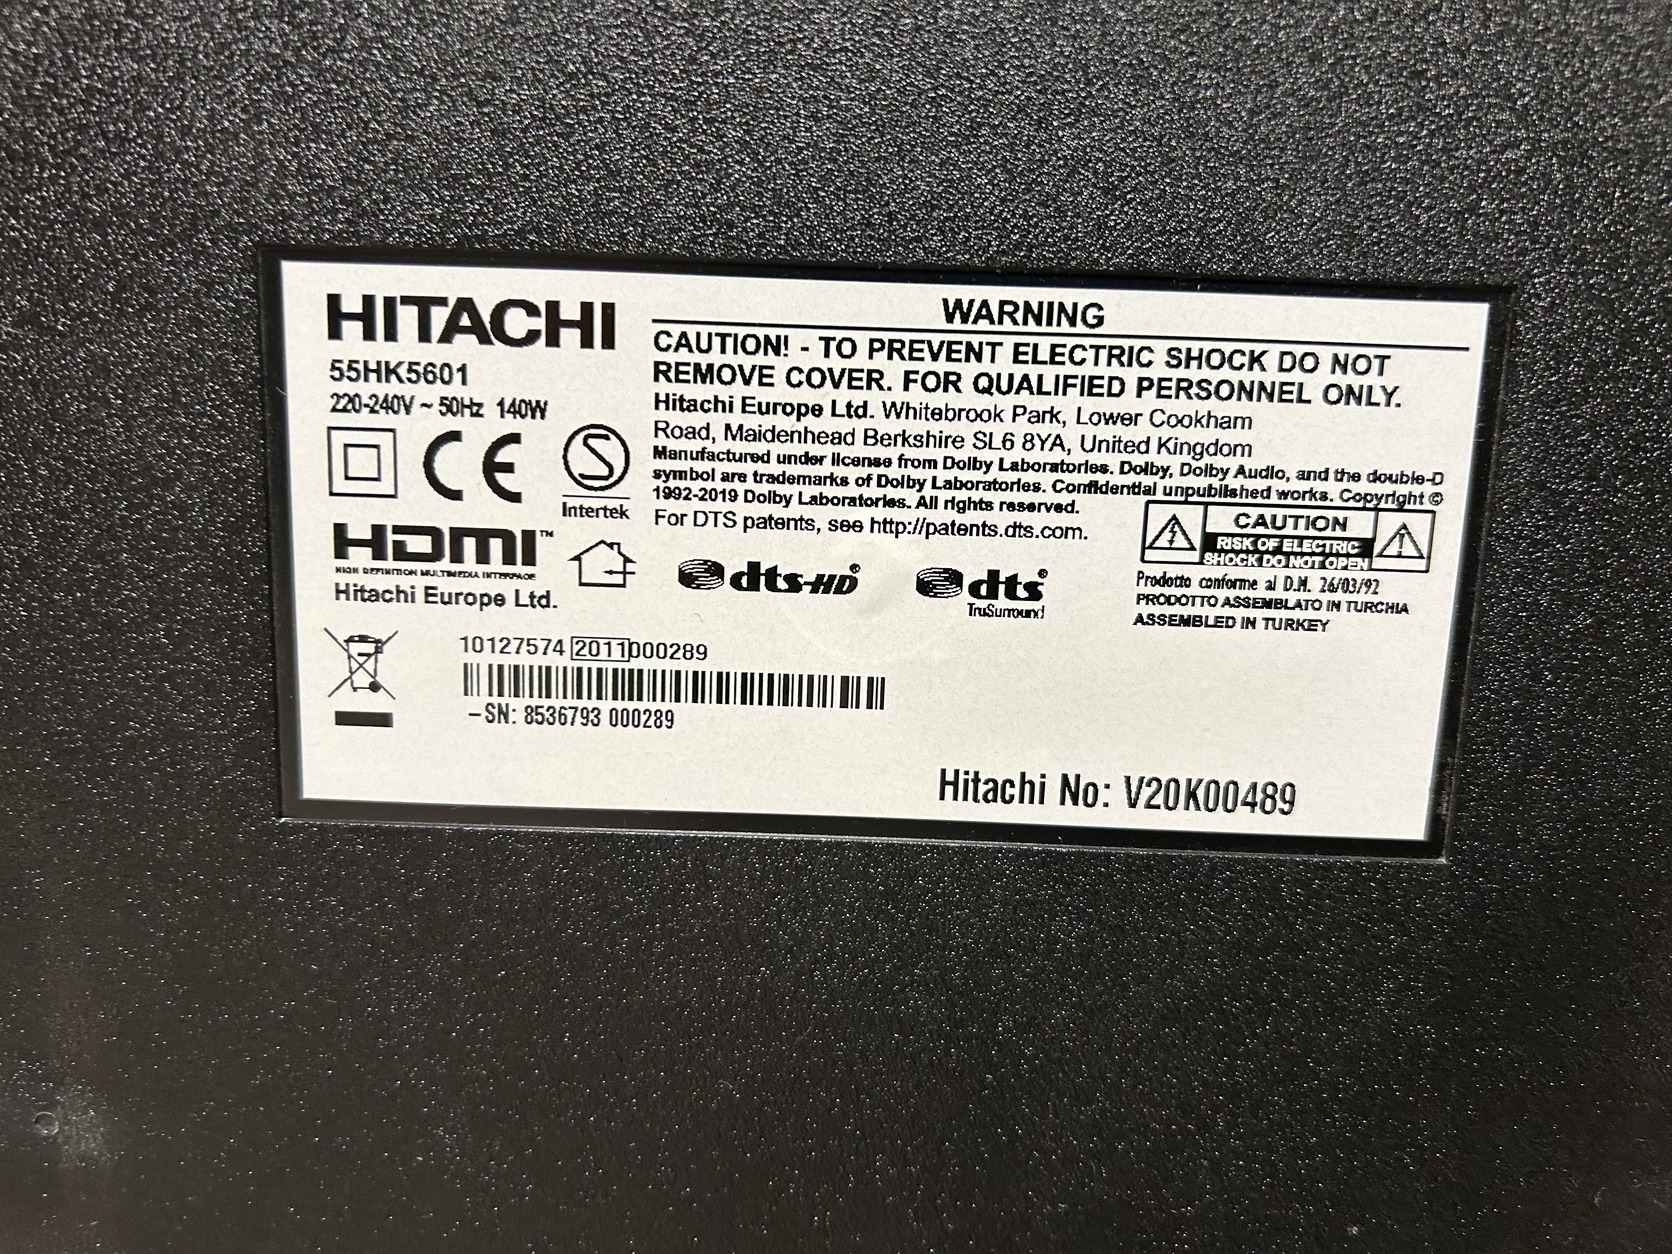 HITACHI
55HK5601
220-240V ~ 50Hz 140W
CE
Intertek
HDMI™
HIGH DEFINITION MULTIMEDIA INTERFACE
Hitachi Europe Ltd.
WARNING
CAUTION! - TO PREVENT ELECTRIC SHOCK DO NOT
REMOVE COVER. FOR QUALIFIED PERSONNEL ONLY.
Hitachi Europe Ltd. Whitebrook Park, Lower Cookham
Road, Maidenhead Berkshire SL6 8YA, United Kingdom
Manufactured under license from Dolby Laboratories. Dolby, Dolby Audio, and the double-D
symbol are trademarks of Dolby Laboratories. Confidential unpublished works. Copyright ©
1992-2019 Dolby Laboratories. All rights reserved.
For DTS patents, see http://patents.dts.com.
dts-HD®
dts®
TruSurround
CAUTION
RISK OF ELECTRIC
SHOCK DO NOT OPEN
Prodotto conforme al D.M. 26/03/92
PRODOTTO ASSEMBLATO IN TURCHIA
ASSEMBLED IN TURKEY
10127574 2011000289
-SN: 8536793 000289
Hitachi No: V20K00489